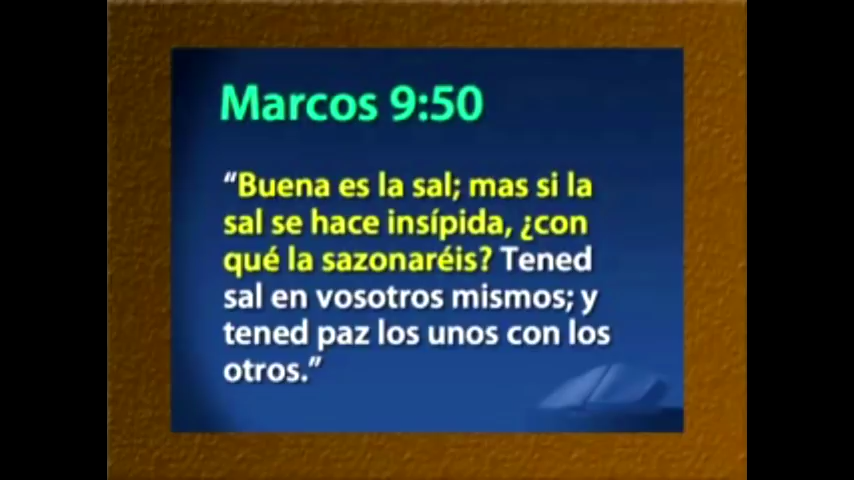 Marcos 9:50
“Buena es la sal; mas si la
sal se hace insípida, ¿con
qué la sazonaréis? Tened
sal en vosotros mismos; y
tened paz los unos con los
otros.”